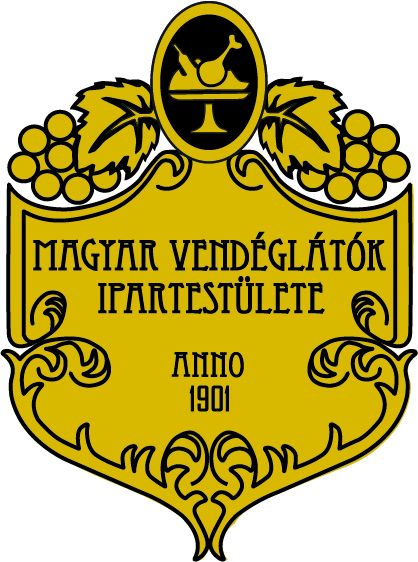 MAGYAR VENDÉGLÁTÓK
IPARTESTÜLETE
ANNO
1901